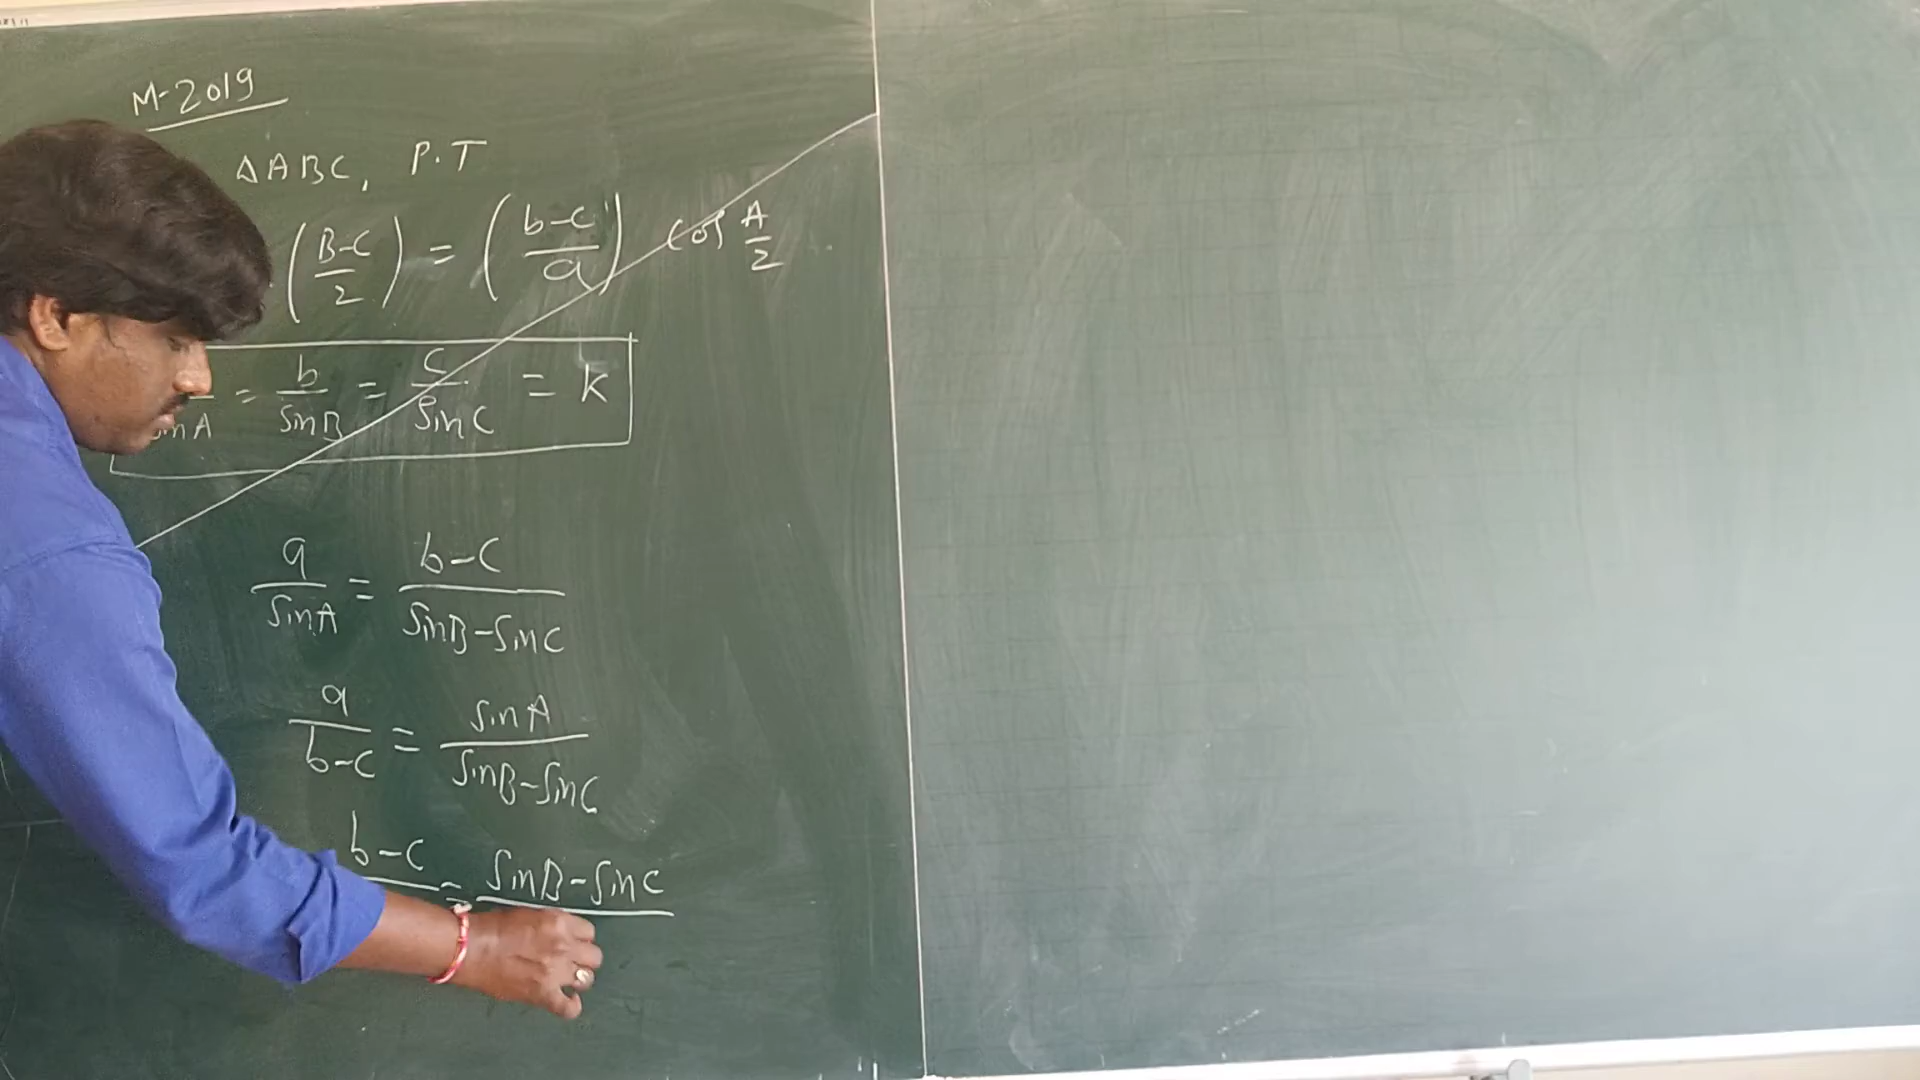 M-2019
ΔABC, P.T
(B-C/2) = (b-c/a) cos A/2
A = b/sinB = c/sinC = k
a/sinA = b-c/sinB-sinC
a/b-c = sinA/sinB-sinC
b-c = sinB-sinC